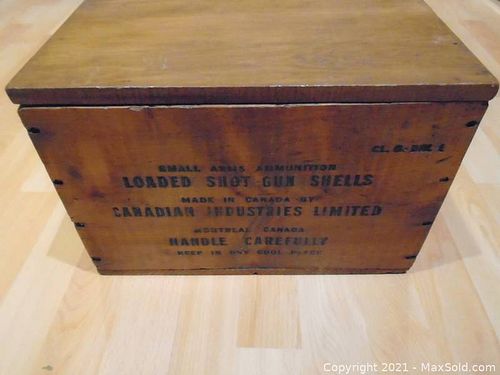 CL. 6. DIV. 1
SMALL ARMS AMMUNITION
LOADED SHOT GUN SHELLS
MADE IN CANADA BY
CANADIAN INDUSTRIES LIMITED
MONTREAL CANADA
HANDLE CAREFULLY
KEEP IN DRY COOL PLACE
Copyright 2021 - MaxSold.com